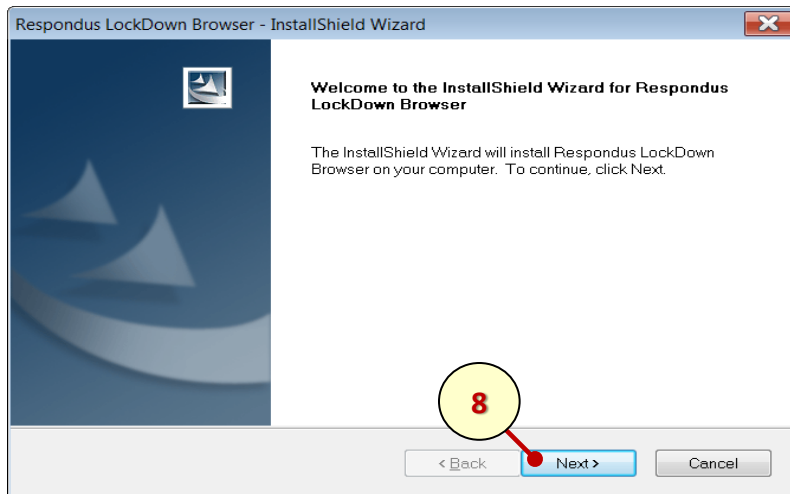 Respondus LockDown Browser - InstallShield Wizard
Welcome to the InstallShield Wizard for Respondus
LockDown Browser
The InstallShield Wizard will install Respondus LockDown
Browser on your computer.  To continue, click Next.
8
< Back
Next >
Cancel